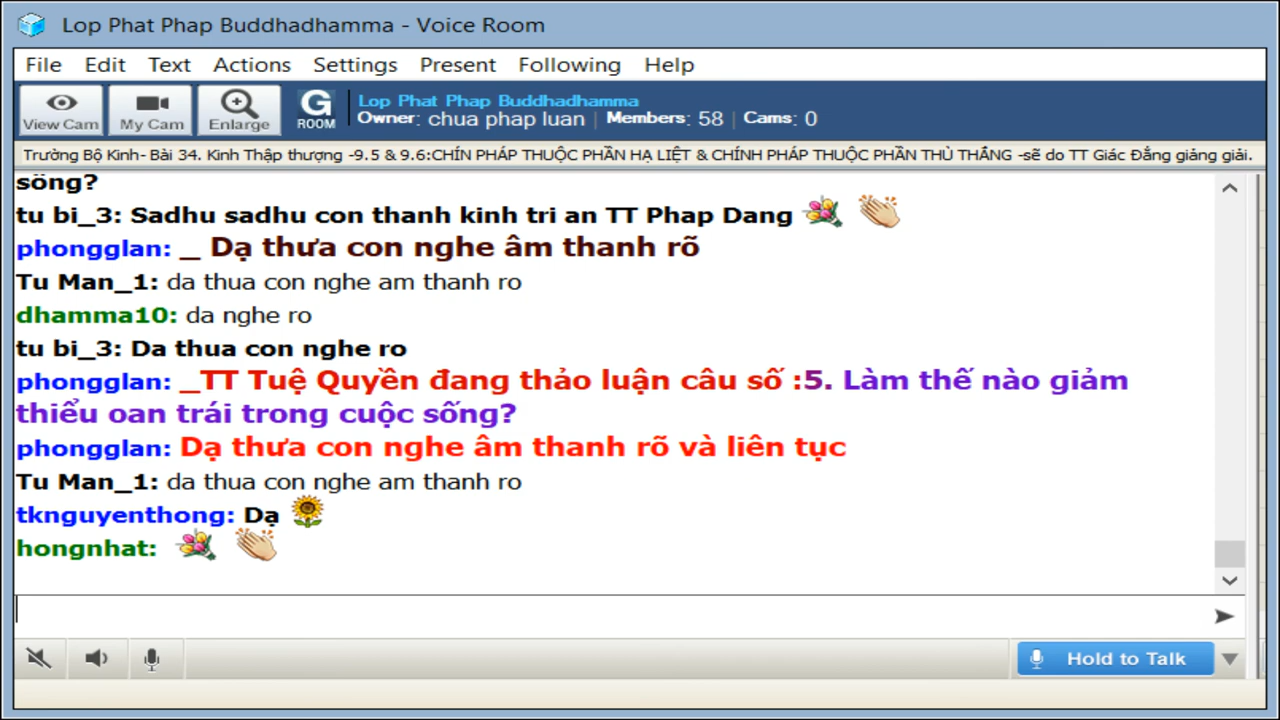 Lop Phat Phap Buddhadhamma - Voice Room
File Edit Text Actions Settings Present Following Help
View Cam My Cam Enlarge G ROOM
Lop Phat Phap Buddhadhamma
Owner: chua phap luan | Members: 58 | Cams: 0
Trường Bộ Kinh- Bài 34. Kinh Thập thượng -9.5 & 9.6:CHÍN PHÁP THUỘC PHẦN HẠ LIỆT & CHÍNH PHÁP THUỘC PHẦN THÙ THẮNG -sẽ do TT Giác Đẳng giảng giải.
sống?
tu bi_3: Sadhu sadhu con thanh kinh tri an TT Phap Dang
phongglan: _ Dạ thưa con nghe âm thanh rõ
Tu Man_1: da thua con nghe am thanh ro
dhamma10: da nghe ro
tu bi_3: Da thua con nghe ro
phongglan: _TT Tuệ Quyền đang thảo luận câu số :5. Làm thế nào giảm
thiểu oan trái trong cuộc sống?
phongglan: Dạ thưa con nghe âm thanh rõ và liên tục
Tu Man_1: da thua con nghe am thanh ro
tknguyenthong: Dạ
hongnhat:
Hold to Talk